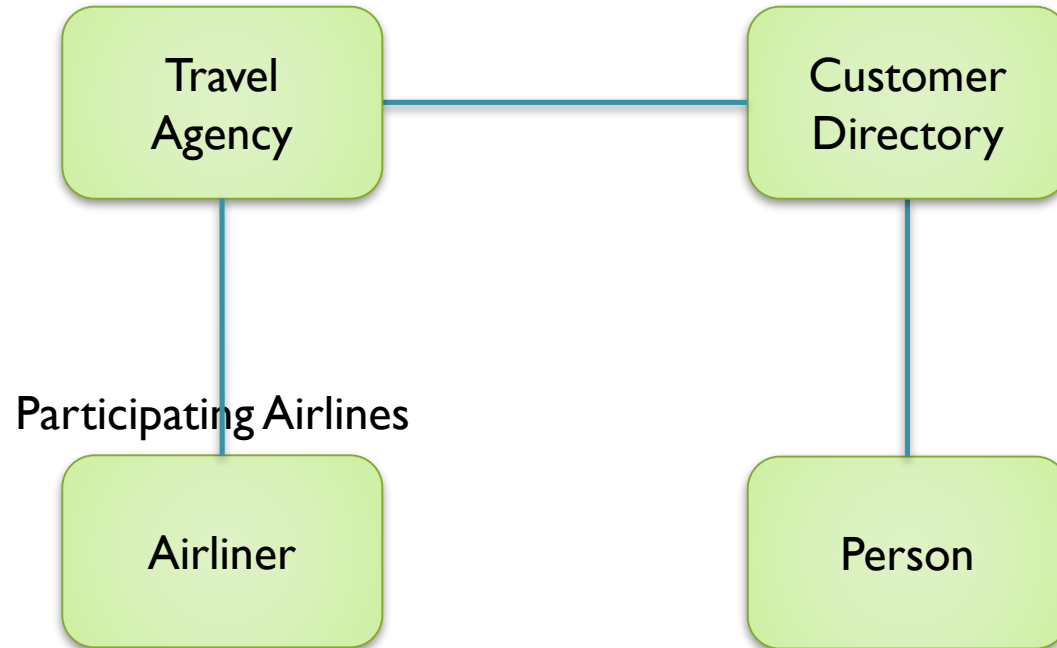 Travel
Agency
Customer
Directory
Participating Airlines
Airliner
Person